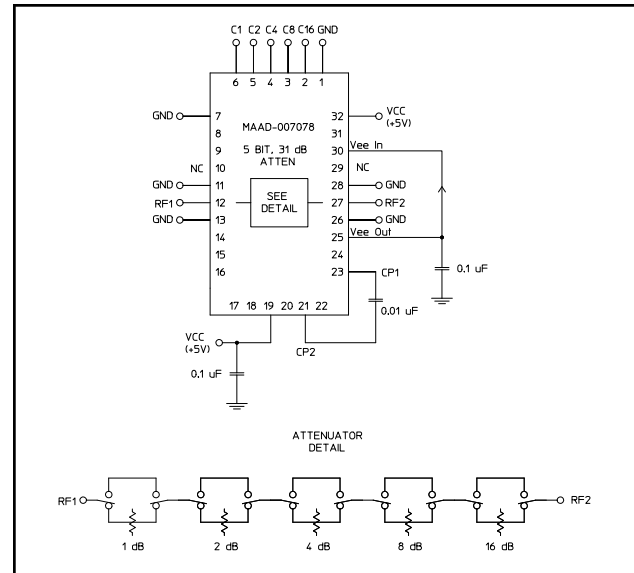 C1 C2 C4 C8 C16 GND
6 5 4 3 2 1
GND 7 32 VCC
(+5V)
8 MAAD-007078 31
9 5 BIT, 31 dB 30 Vee In
NC 10 ATTEN 29 NC
GND 11 28 GND
RF1 12 SEE 27 RF2
DETAIL
GND 13 26 GND
14 25 Vee Out
15 24
16 23 CP1
0.1 uF
17 18 19 20 21 22
0.01 uF
VCC
(+5V)
CP2
0.1 uF
ATTENUATOR
DETAIL
RF1 RF2
1 dB 2 dB 4 dB 8 dB 16 dB